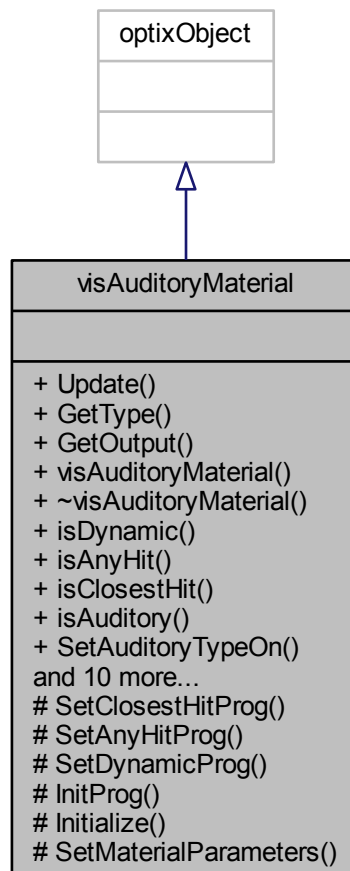 optixObject
visAuditoryMaterial
+ Update()
+ GetType()
+ GetOutput()
+ visAuditoryMaterial()
+ ~visAuditoryMaterial()
+ isDynamic()
+ isAnyHit()
+ isClosestHit()
+ isAuditory()
+ SetAuditoryTypeOn()
and 10 more...
# SetClosestHitProg()
# SetAnyHitProg()
# SetDynamicProg()
# InitProg()
# Initialize()
# SetMaterialParameters()